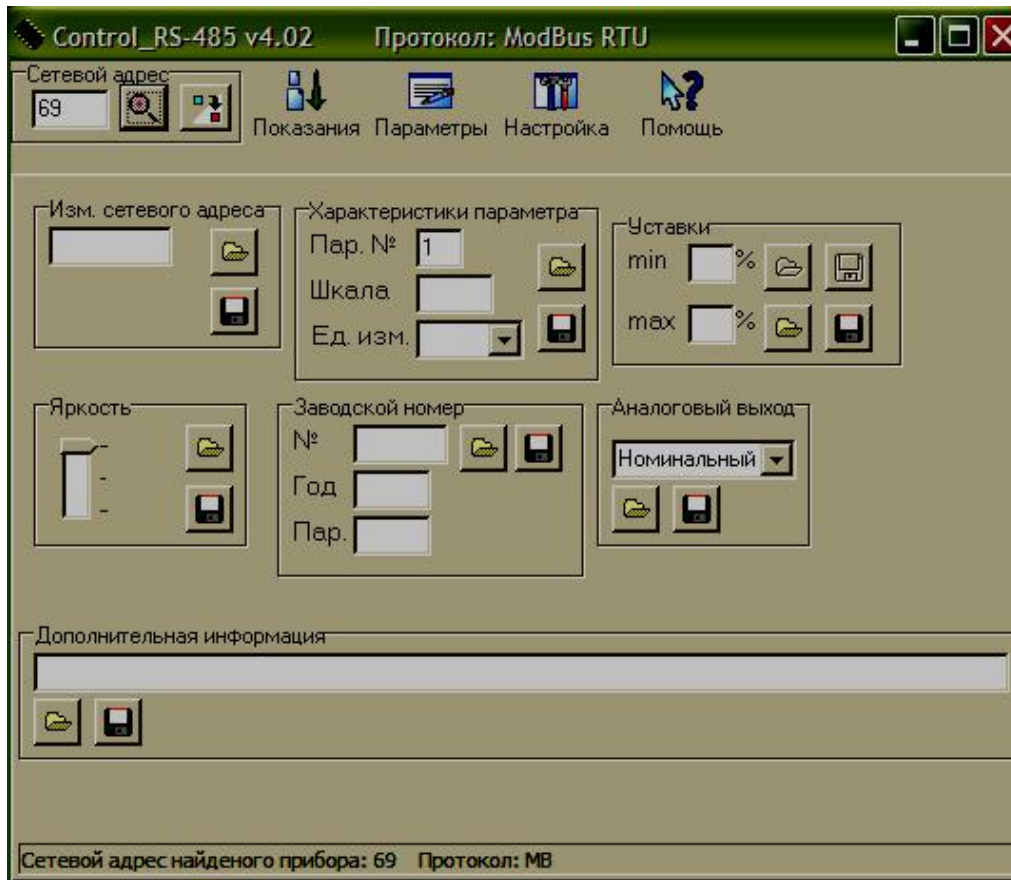 Control_RS-485 v4.02 Протокол: ModBus RTU
Сетевой адрес
69
Показания Параметры Настройка Помощь
Изм. сетевого адреса
Характеристики параметра
Пар. № 1
Шкала
Ед. изм.
Уставки
min %
max %
Яркость
Заводской номер
№
Год
Пар.
Аналоговый выход
Номинальный
Дополнительная информация
Сетевой адрес найденого прибора: 69 Протокол: MB